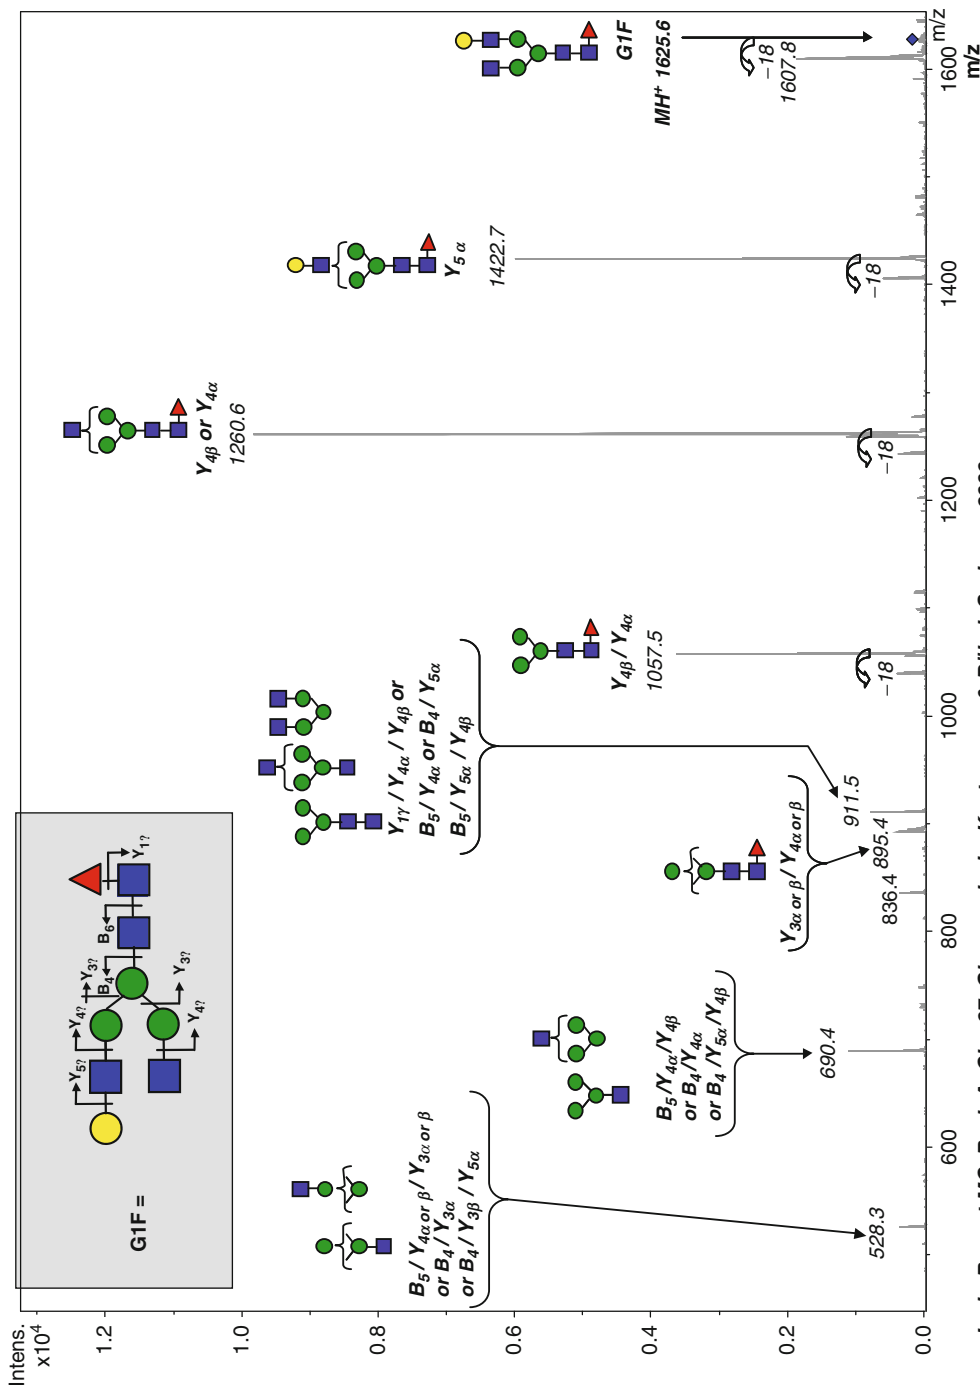 Intens.
x10⁴
1.2
1.0
0.8
0.6
0.4
0.2
0.0
600
800
1000
1200
1400
1600
m/z
m/z
G1F =
Y5?
Y4?
Y3?
B4
B6
Y1?
Y4?
Y3?
B5 / Y4α or β / Y3α or β
or B4 / Y3α
or B4 / Y3β / Y5α
528.3
B5 /Y4α/Y4β
or B4/Y4α
or B4 /Y5α/Y4β
690.4
Y3α or β / Y4α or β
836.4
895.4
Y1γ / Y4α / Y4β or
B5 / Y4α or B4 / Y5α
B5 / Y5α / Y4β
911.5
Y4β / Y4α
1057.5
–18
Y4β or Y4α
1260.6
–18
Y5 α
1422.7
–18
G1F
MH⁺ 1625.6
–18
1607.8